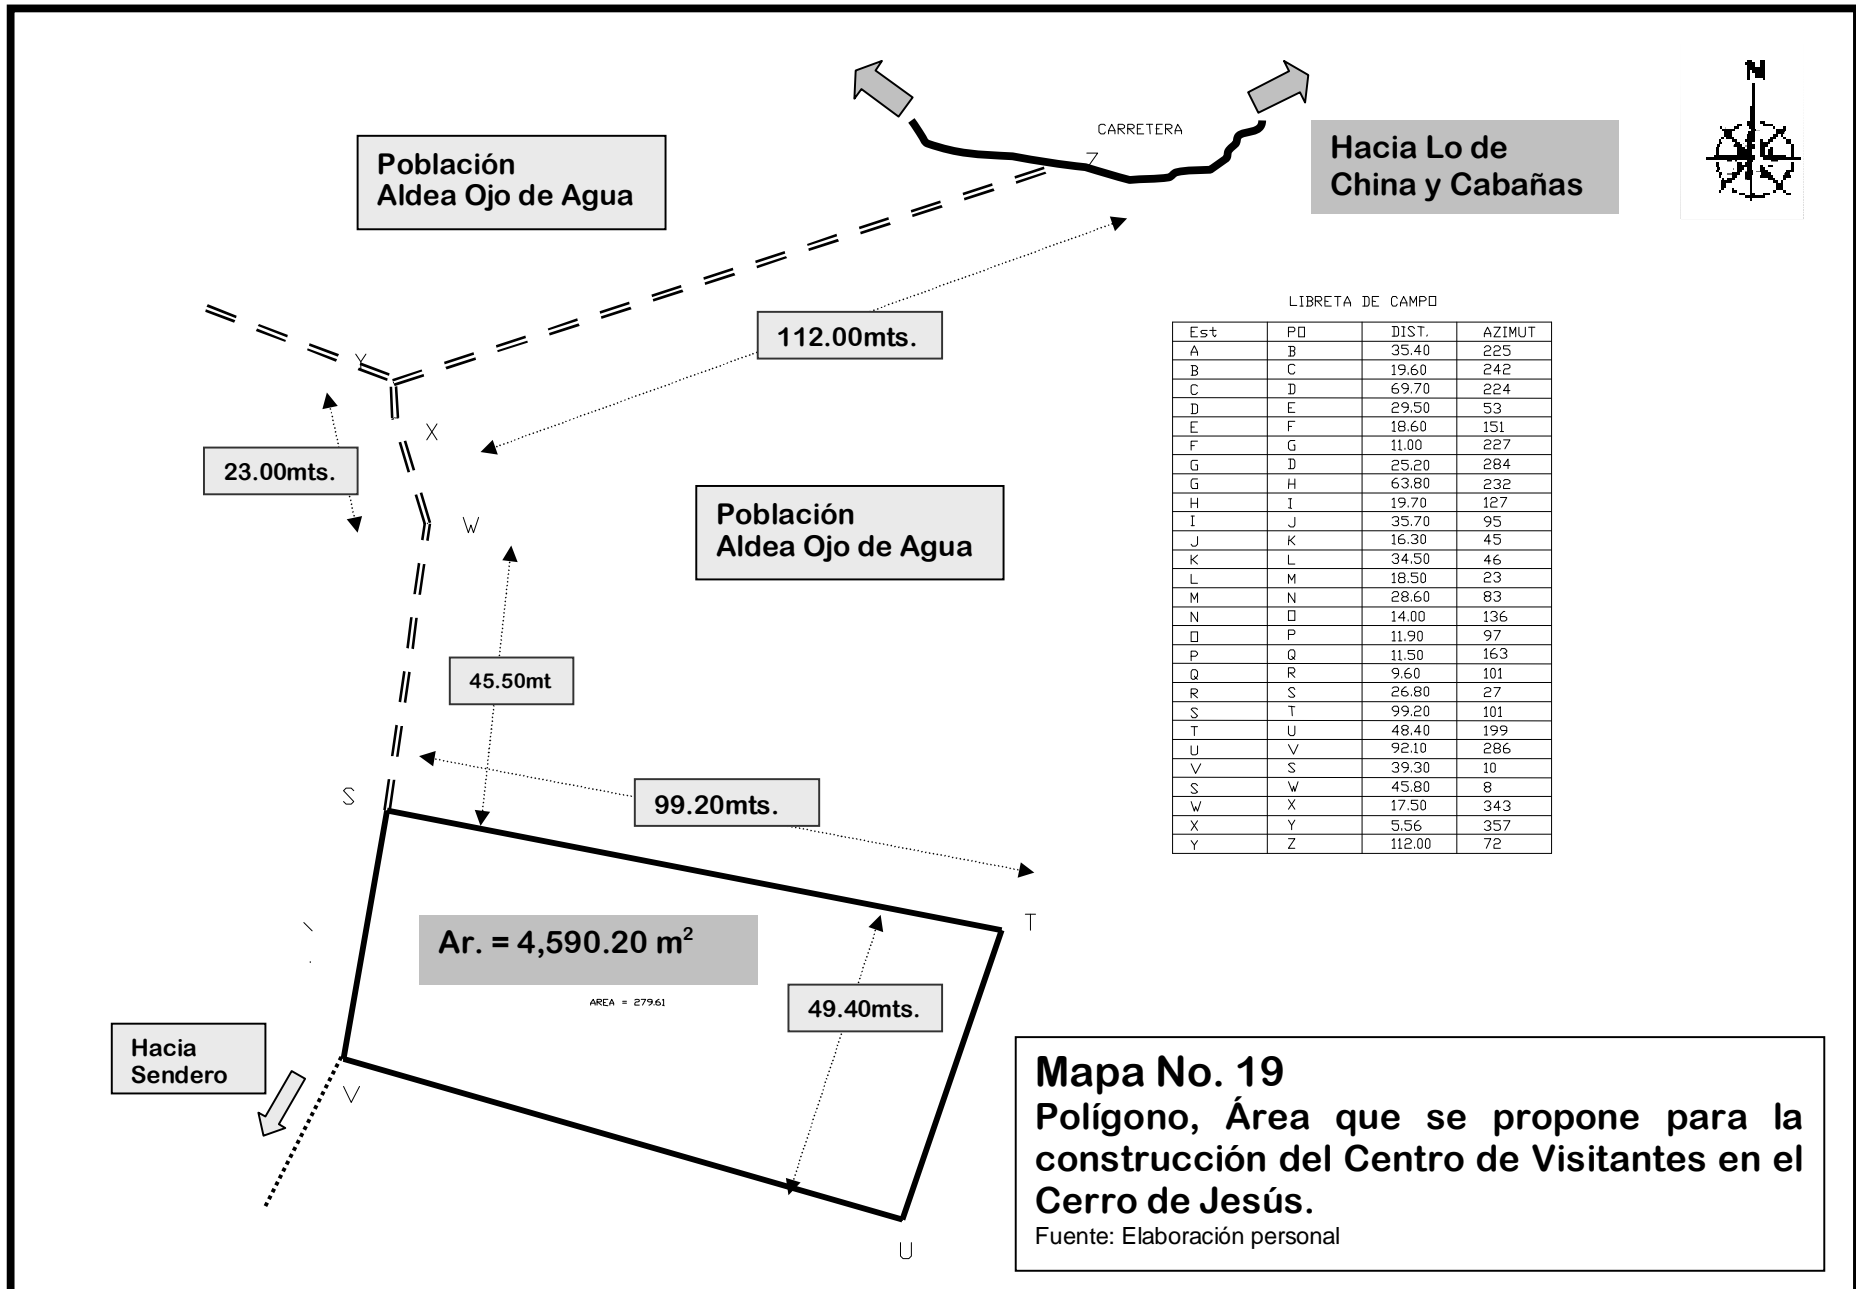 N
CARRETERA
Z
Hacia Lo de
China y Cabañas
Población
Aldea Ojo de Agua
112.00mts.
Y
X
23.00mts.
W
Población
Aldea Ojo de Agua
45.50mt
S
99.20mts.
T
Ar. = 4,590.20 m²
AREA = 279.61
49.40mts.
Hacia
Sendero
V
U
LIBRETA DE CAMPO
Est PO DIST. AZIMUT
A B 35.40 225
B C 19.60 242
C D 69.70 224
D E 29.50 53
E F 18.60 151
F G 11.00 227
G D 25.20 284
G H 63.80 232
H I 19.70 127
I J 35.70 95
J K 16.30 45
K L 34.50 46
L M 18.50 23
M N 28.60 83
N O 14.00 136
O P 11.90 97
P Q 11.50 163
Q R 9.60 101
R S 26.80 27
S T 99.20 101
T U 48.40 199
U V 92.10 286
V S 39.30 10
S W 45.80 8
W X 17.50 343
X Y 5.56 357
Y Z 112.00 72
Mapa No. 19
Polígono, Área que se propone para la
construcción del Centro de Visitantes en el
Cerro de Jesús.
Fuente: Elaboración personal